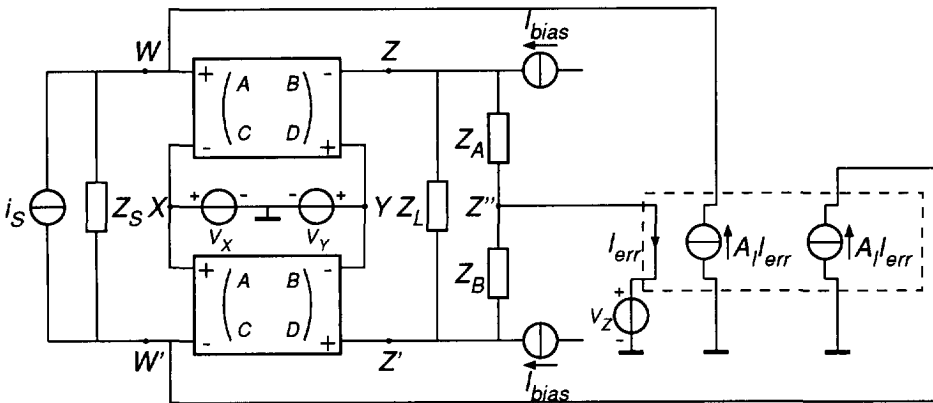 I_bias
W
Z
+
A
B
-
C
D
-
+
Z_A
i_S
Z_S
X
+
-
-
+
Y
Z_L
Z''
v_X
v_Y
I_err
A_I I_err
A_I I_err
+
A
B
-
Z_B
C
D
-
+
v_Z
+
-
W'
Z'
I_bias